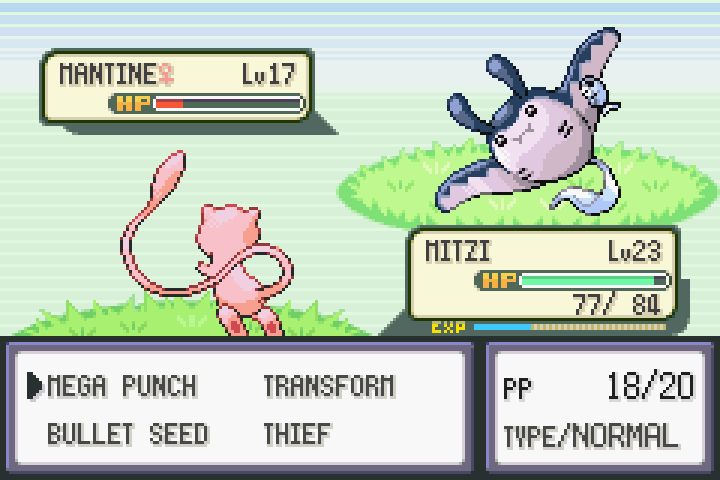 MANTINE♀ Lv17
HP
MITZI Lv23
HP
77/ 84
EXP
MEGA PUNCH TRANSFORM
BULLET SEED THIEF
PP 18/20
TYPE/NORMAL